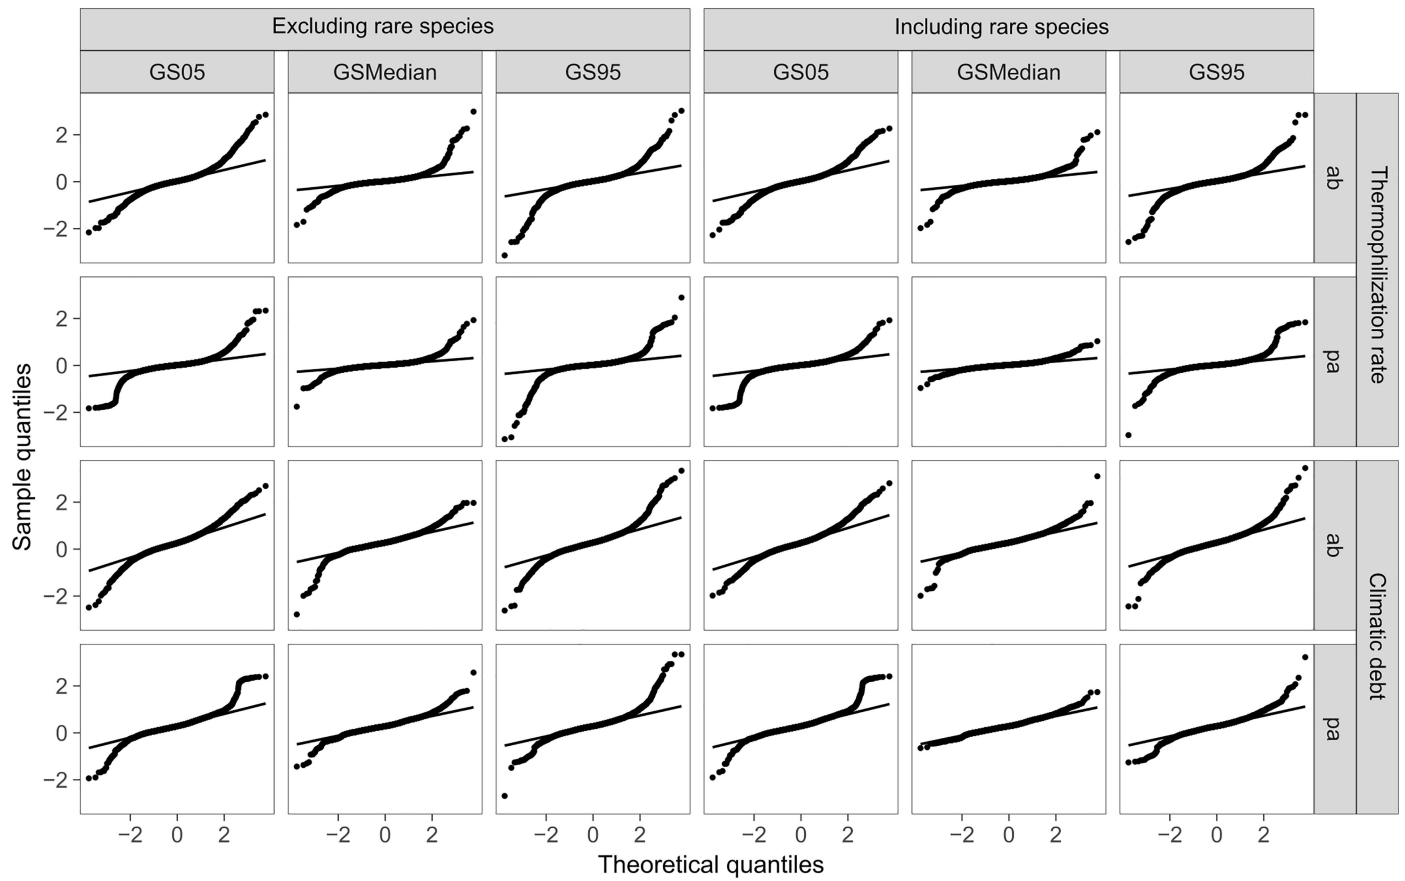 Excluding rare species
Including rare species
GS05
GSMedian
GS95
GS05
GSMedian
GS95
2
0
−2
ab
Thermophilization rate
2
0
−2
pa
Sample quantiles
2
0
−2
ab
Climatic debt
2
0
−2
pa
−2 0 2
−2 0 2
−2 0 2
−2 0 2
−2 0 2
−2 0 2
Theoretical quantiles